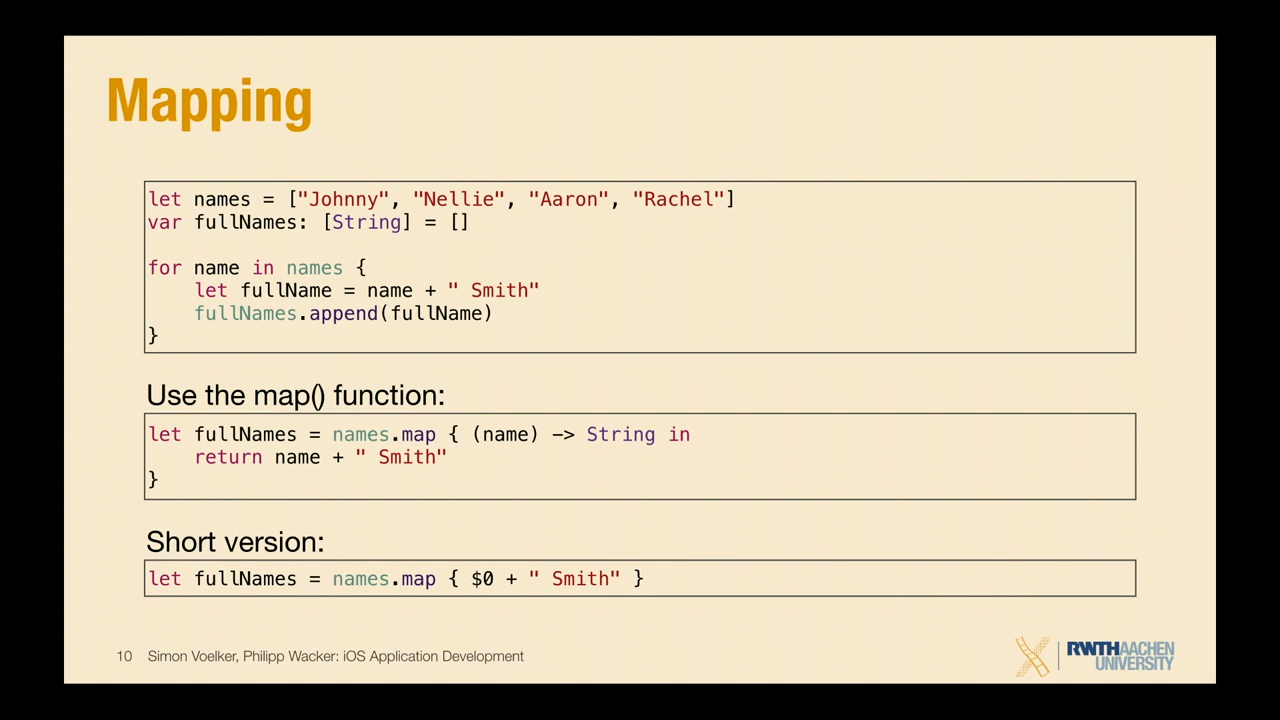 Mapping
let names = ["Johnny", "Nellie", "Aaron", "Rachel"]
var fullNames: [String] = []
for name in names {
    let fullName = name + " Smith"
    fullNames.append(fullName)
}
Use the map() function:
let fullNames = names.map { (name) -> String in
    return name + " Smith"
}
Short version:
let fullNames = names.map { $0 + " Smith" }
10 Simon Voelker, Philipp Wacker: iOS Application Development
RWTHAACHEN
UNIVERSITY